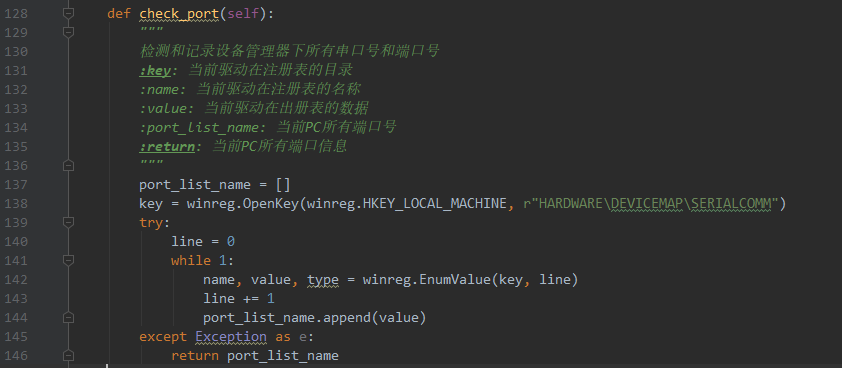 128 def check_port(self):
129 """
130 检测和记录设备管理器下所有串口号和端口号
131 :key: 当前驱动在注册表的目录
132 :name: 当前驱动在注册表的名称
133 :value: 当前驱动在出册表的数据
134 :port_list_name: 当前PC所有端口号
135 :return: 当前PC所有端口信息
136 """
137 port_list_name = []
138 key = winreg.OpenKey(winreg.HKEY_LOCAL_MACHINE, r"HARDWARE\DEVICEMAP\SERIALCOMM")
139 try:
140 line = 0
141 while 1:
142 name, value, type = winreg.EnumValue(key, line)
143 line += 1
144 port_list_name.append(value)
145 except Exception as e:
146 return port_list_name